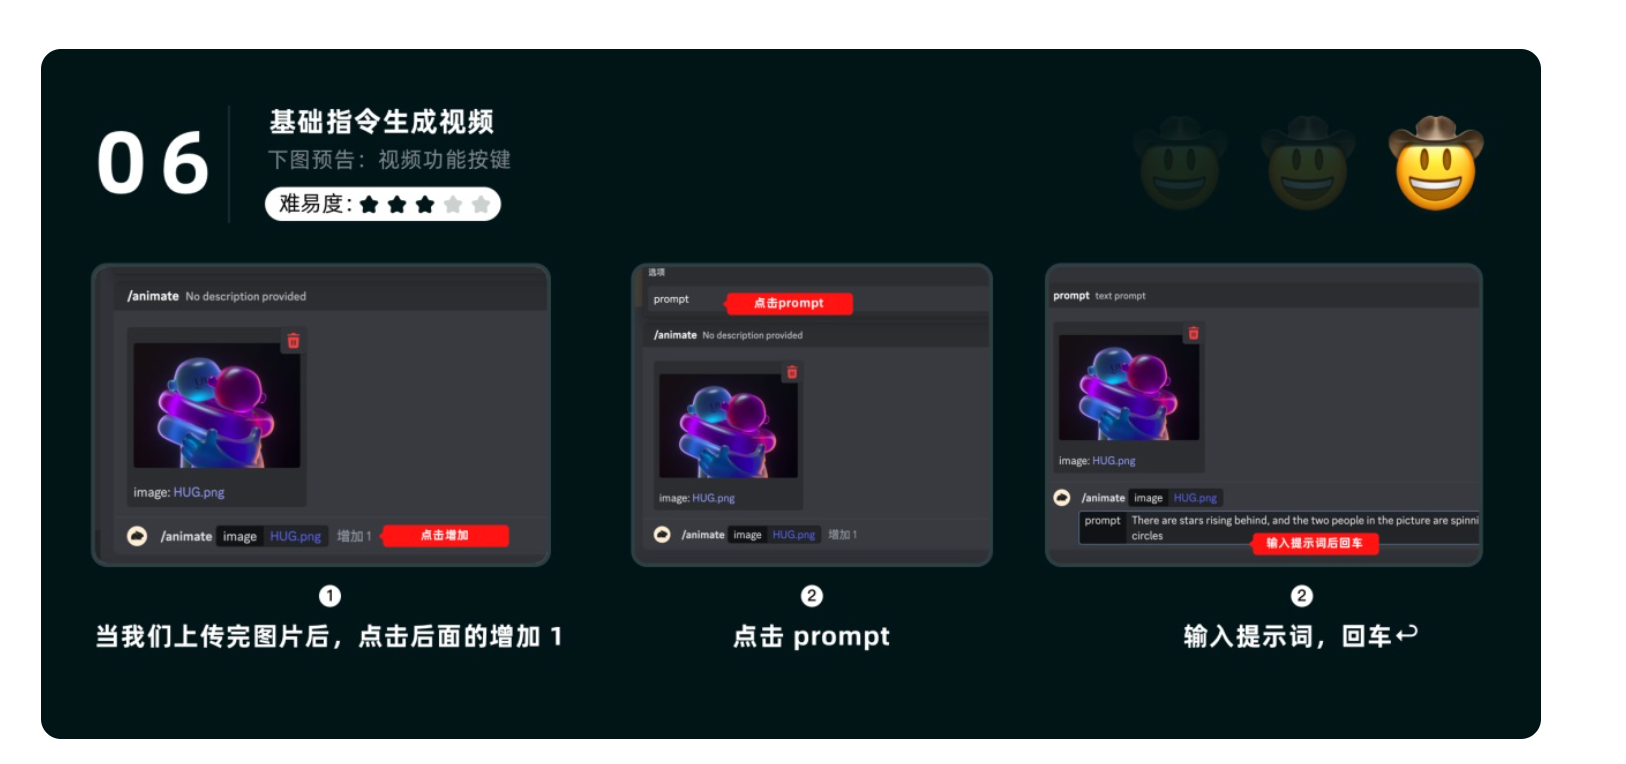 06
基础指令生成视频
下图预告：视频功能按键
难易度：
/animate No description provided
image: HUG.png
/animate image HUG.png 增加 1
点击增加
1
当我们上传完图片后，点击后面的增加 1
选项
prompt
点击prompt
/animate No description provided
image: HUG.png
/animate image HUG.png 增加 1
2
点击 prompt
prompt text prompt
image: HUG.png
/animate image HUG.png
prompt There are stars rising behind, and the two people in the picture are spinni
circles
输入提示词后回车
2
输入提示词，回车↩